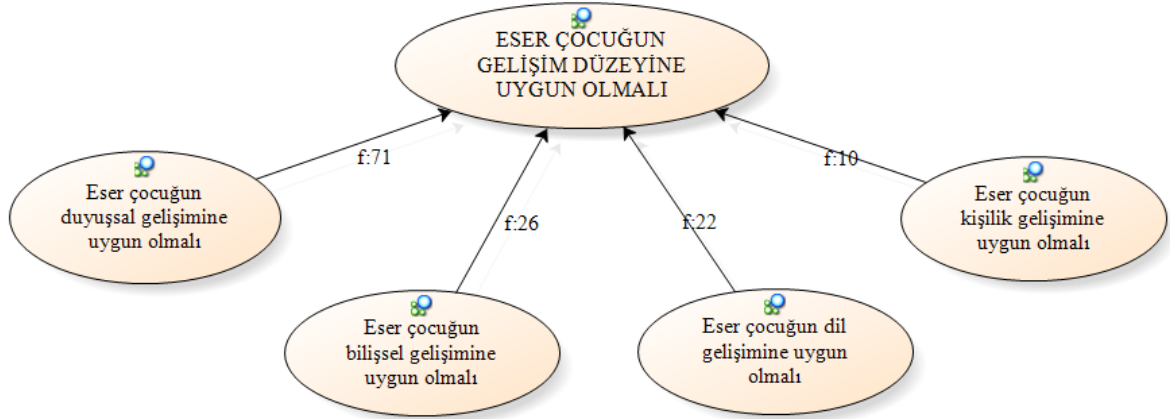 ESER ÇOCUĞUN
GELİŞİM DÜZEYİNE
UYGUN OLMALI
f:71
f:26
f:22
f:10
Eser çocuğun
duyuşsal gelişimine
uygun olmalı
Eser çocuğun
bilişsel gelişimine
uygun olmalı
Eser çocuğun dil
gelişimine uygun
olmalı
Eser çocuğun
kişilik gelişimine
uygun olmalı